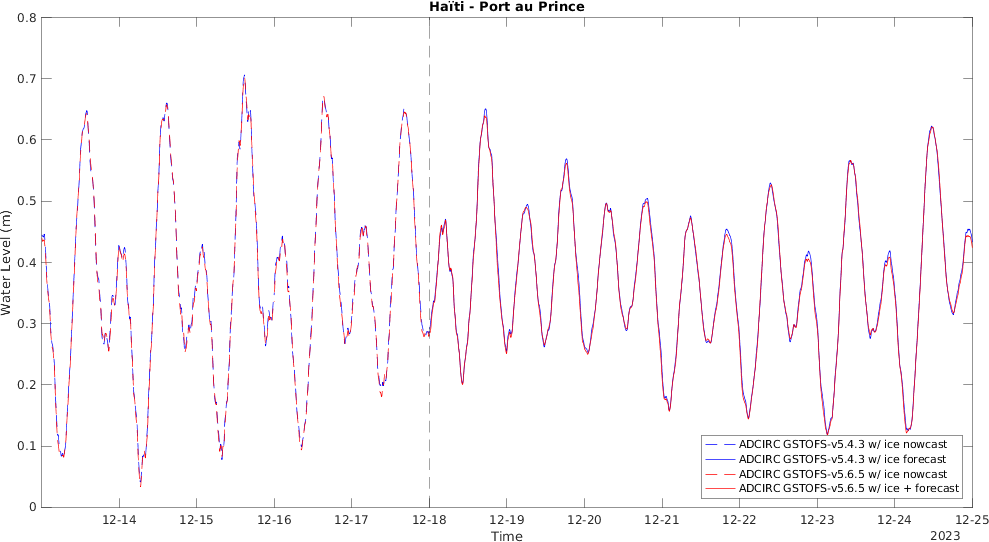 Haïti - Port au Prince
0.8
0.7
0.6
0.5
0.4
0.3
0.2
0.1
0
Water Level (m)
ADCIRC GSTOFS-v5.4.3 w/ ice nowcast
ADCIRC GSTOFS-v5.4.3 w/ ice forecast
ADCIRC GSTOFS-v5.6.5 w/ ice nowcast
ADCIRC GSTOFS-v5.6.5 w/ ice + forecast
12-14 12-15 12-16 12-17 12-18 12-19 12-20 12-21 12-22 12-23 12-24 12-25
Time
2023